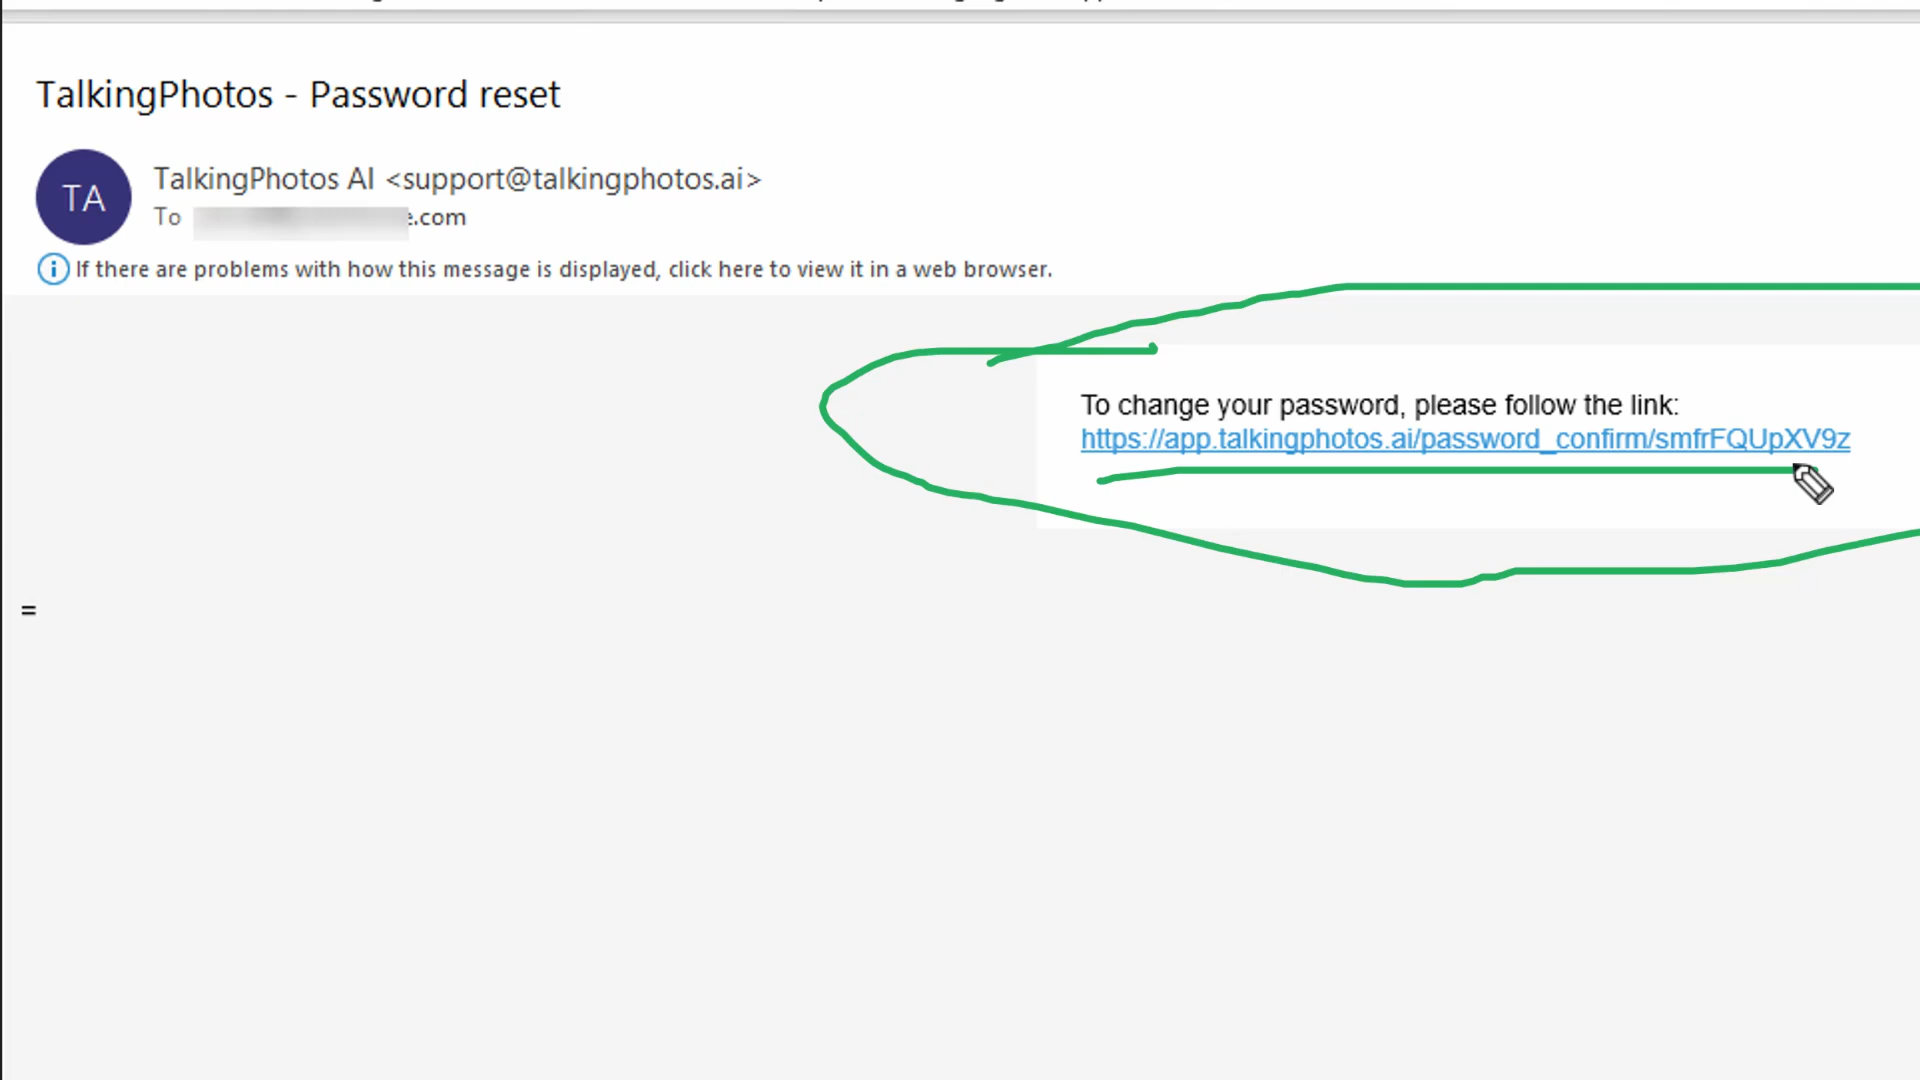 TalkingPhotos - Password reset
TA
TalkingPhotos AI <support@talkingphotos.ai>
To e.com
If there are problems with how this message is displayed, click here to view it in a web browser.
To change your password, please follow the link:
https://app.talkingphotos.ai/password_confirm/smfrFQUpXV9z
=